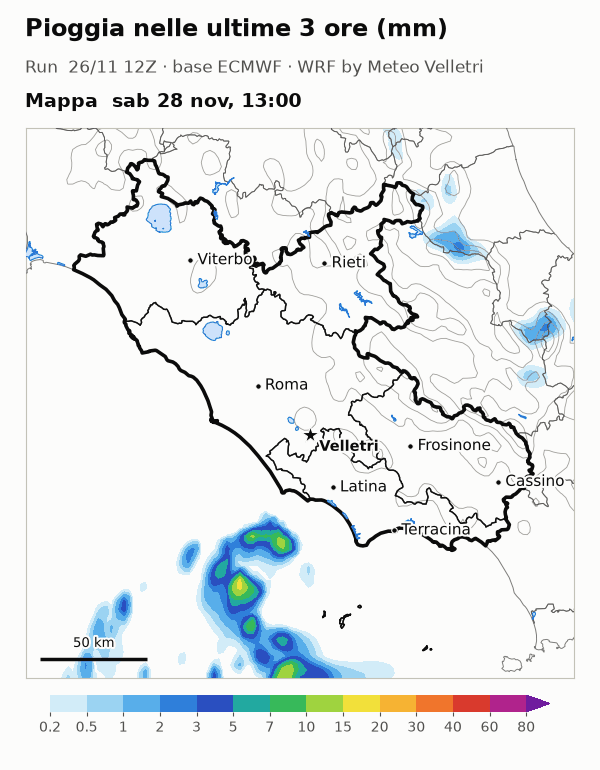 Pioggia nelle ultime 3 ore (mm)
Run  26/11 12Z · base ECMWF · WRF by Meteo Velletri
Mappa  sab 28 nov, 13:00
Viterbo
Rieti
Roma
Velletri
Frosinone
Cassino
Latina
Terracina
50 km
0.2 0.5 1 2 3 5 7 10 15 20 30 40 60 80